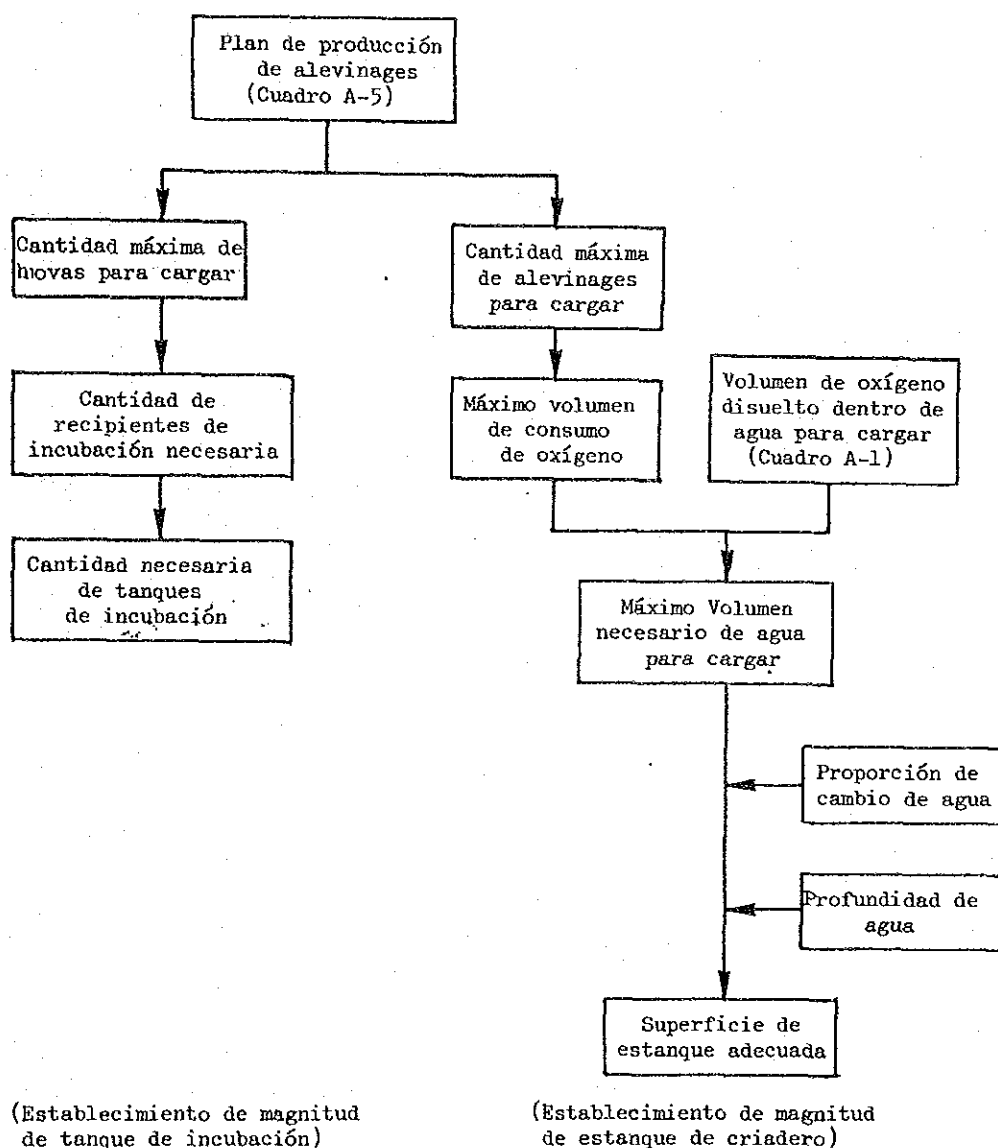 Plan de producción
de alevinages
(Cuadro A-5)
Cantidad máxima de
hiovas para cargar
Cantidad máxima
de alevinages
para cargar
Cantidad de
recipientes de
incubación necesaria
Máximo volumen
de consumo
de oxígeno
Volumen de oxígeno
disuelto dentro de
agua para cargar
(Cuadro A-1)
Cantidad necesaria
de tanques
de incubación
Máximo Volumen
necesario de agua
para cargar
Proporción de
cambio de agua
Profundidad de
agua
Superficie de
estanque adecuada
(Establecimiento de magnitud
de tanque de incubación)
(Establecimiento de magnitud
de estanque de criadero)